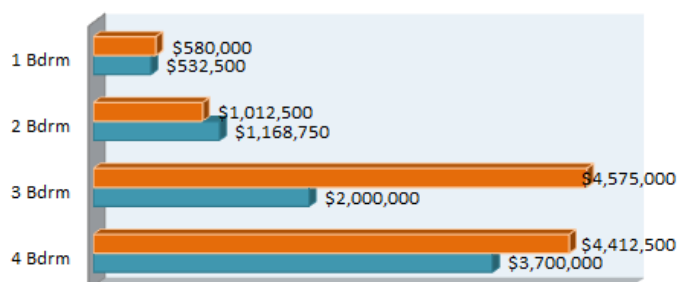 1 Bdrm
$580,000
$532,500
2 Bdrm
$1,012,500
$1,168,750
3 Bdrm
$4,575,000
$2,000,000
4 Bdrm
$4,412,500
$3,700,000